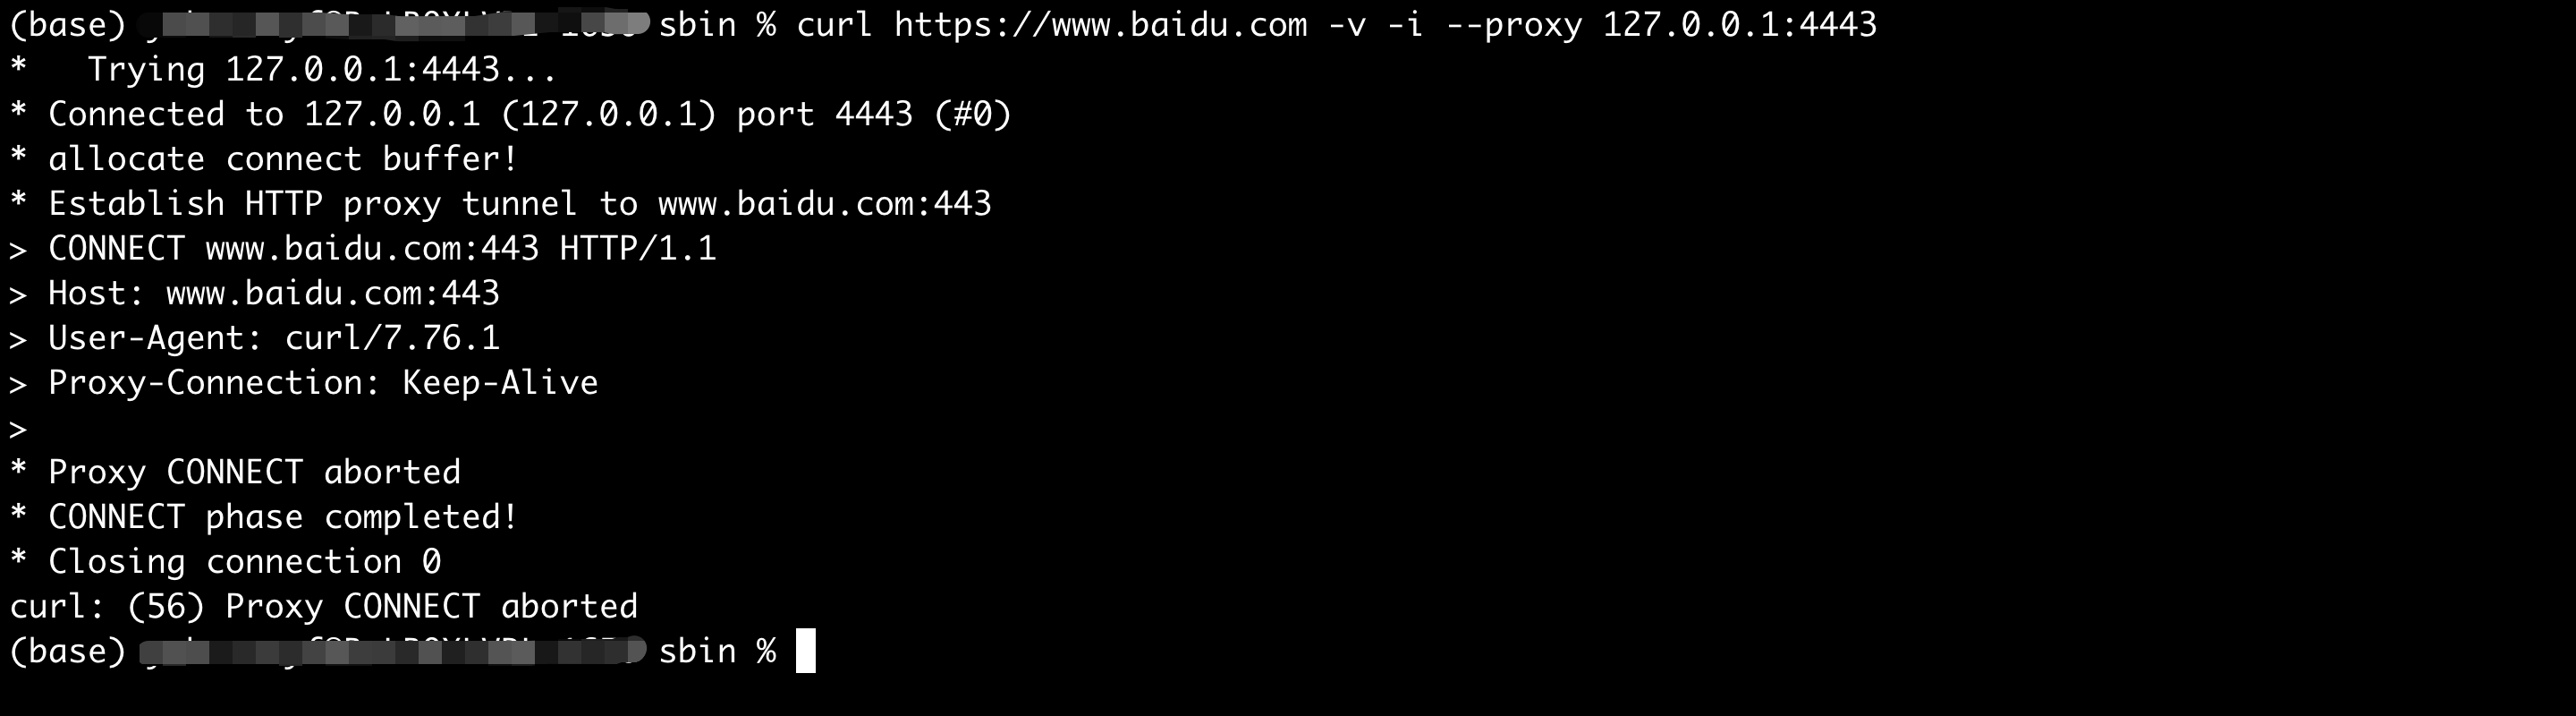 (base) sbin % curl https://www.baidu.com -v -i --proxy 127.0.0.1:4443
*   Trying 127.0.0.1:4443...
* Connected to 127.0.0.1 (127.0.0.1) port 4443 (#0)
* allocate connect buffer!
* Establish HTTP proxy tunnel to www.baidu.com:443
> CONNECT www.baidu.com:443 HTTP/1.1
> Host: www.baidu.com:443
> User-Agent: curl/7.76.1
> Proxy-Connection: Keep-Alive
>
* Proxy CONNECT aborted
* CONNECT phase completed!
* Closing connection 0
curl: (56) Proxy CONNECT aborted
(base) sbin %